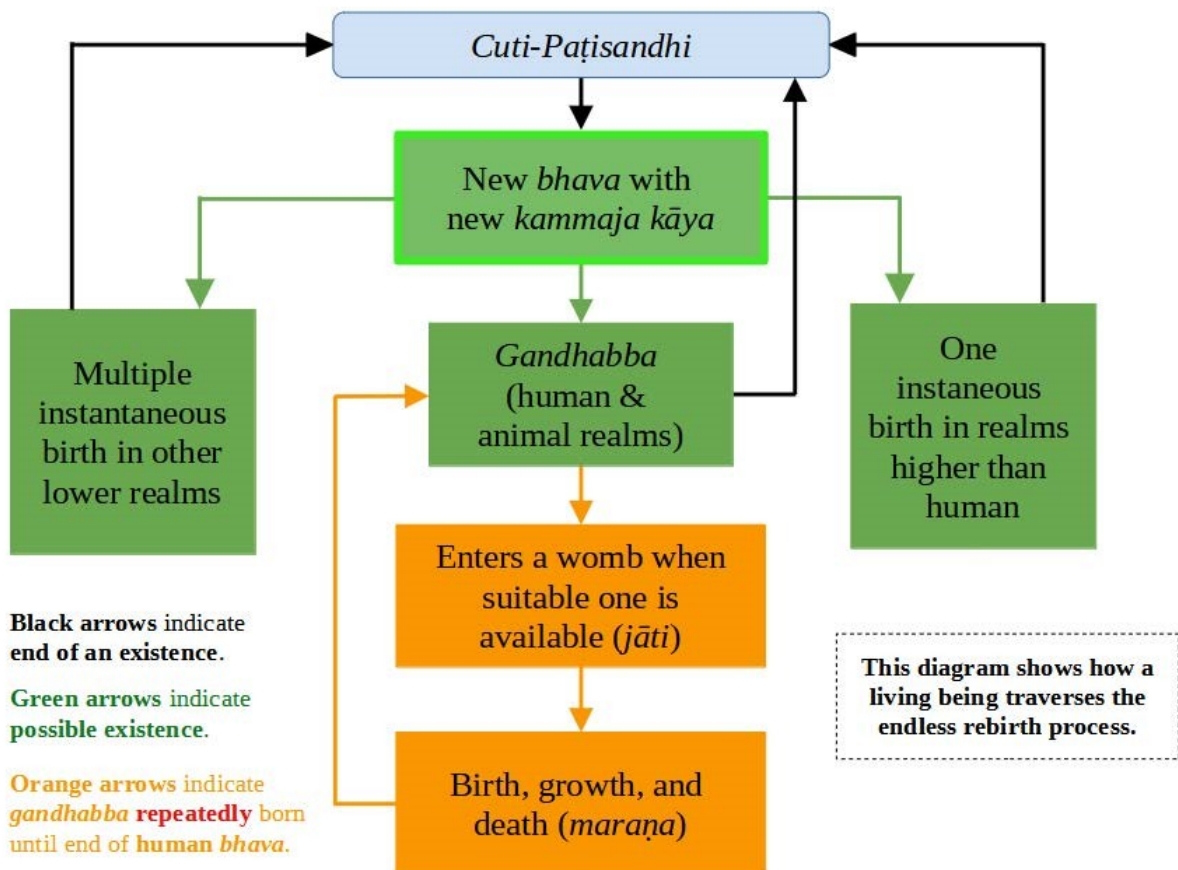 Cuti-Paṭisandhi
New bhava with
new kammaja kāya
Multiple
instantaneous
birth in other
lower realms
Gandhabba
(human &
animal realms)
One
instaneous
birth in realms
higher than
human
Enters a womb when
suitable one is
available (jāti)
Birth, growth, and
death (maraṇa)
Black arrows indicate
end of an existence.
Green arrows indicate
possible existence.
Orange arrows indicate
gandhabba repeatedly born
until end of human bhava.
This diagram shows how a
living being traverses the
endless rebirth process.